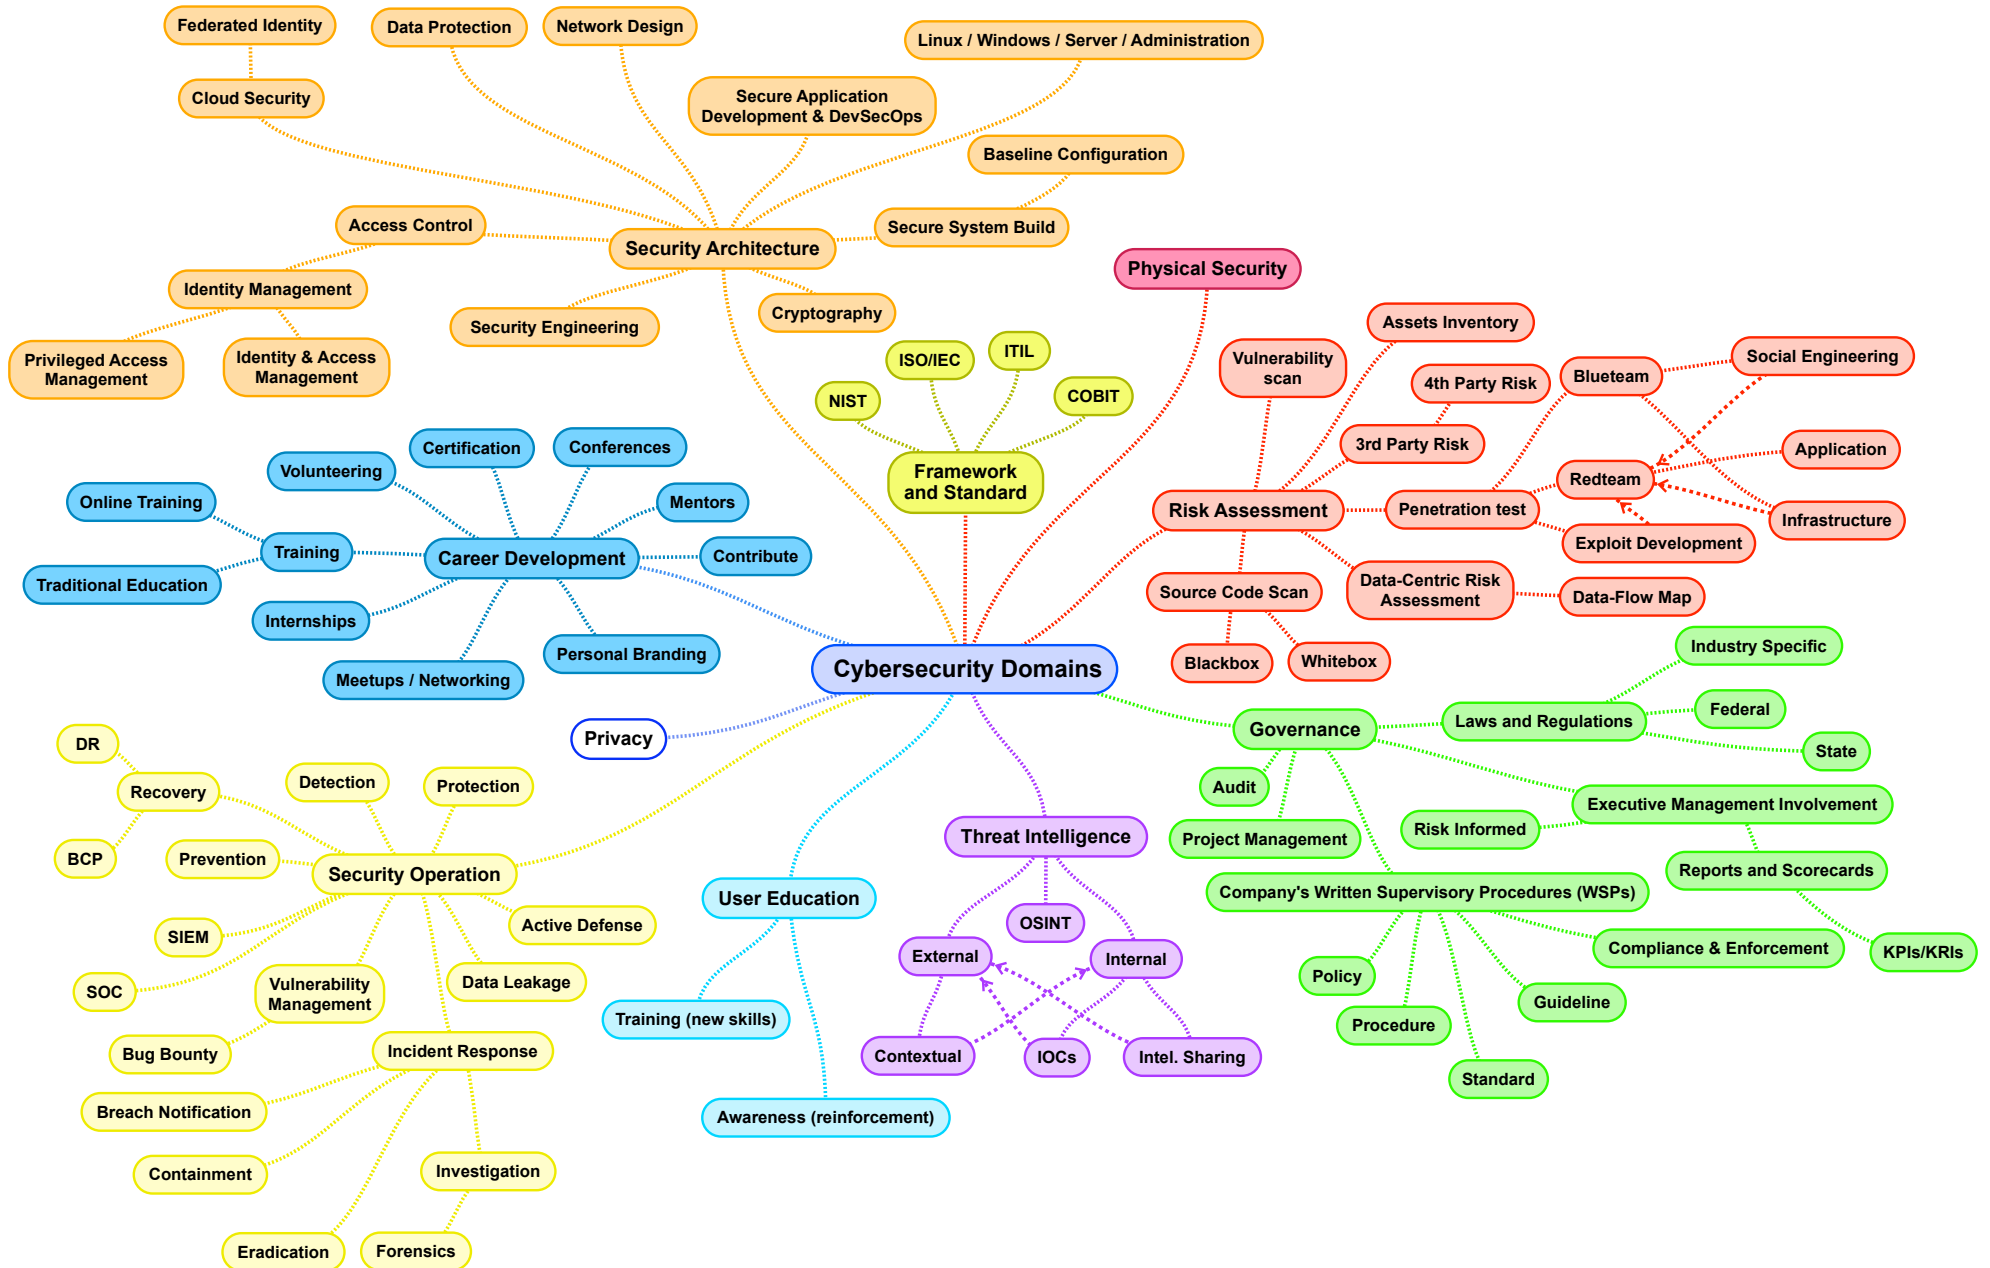 Federated Identity
Data Protection
Network Design
Linux / Windows / Server / Administration
Cloud Security
Secure Application
Development & DevSecOps
Baseline Configuration
Access Control
Secure System Build
Security Architecture
Identity Management
Cryptography
Security Engineering
Privileged Access
Management
Identity & Access
Management
Physical Security
ISO/IEC
ITIL
NIST
COBIT
Framework
and Standard
Assets Inventory
Vulnerability
scan
4th Party Risk
3rd Party Risk
Blueteam
Social Engineering
Application
Redteam
Risk Assessment
Penetration test
Infrastructure
Exploit Development
Source Code Scan
Data-Centric Risk
Assessment
Data-Flow Map
Blackbox
Whitebox
Certification
Conferences
Volunteering
Online Training
Mentors
Training
Career Development
Contribute
Traditional Education
Internships
Personal Branding
Meetups / Networking
Cybersecurity Domains
Privacy
Industry Specific
Federal
Laws and Regulations
State
Governance
Audit
Executive Management Involvement
Risk Informed
Project Management
Reports and Scorecards
Company's Written Supervisory Procedures (WSPs)
Compliance & Enforcement
KPIs/KRIs
Policy
Guideline
Procedure
Standard
DR
Recovery
Detection
Protection
BCP
Prevention
Security Operation
SIEM
Active Defense
SOC
Vulnerability
Management
Data Leakage
Bug Bounty
Incident Response
Breach Notification
Containment
Investigation
Eradication
Forensics
User Education
Training (new skills)
Awareness (reinforcement)
Threat Intelligence
OSINT
External
Internal
Contextual
IOCs
Intel. Sharing